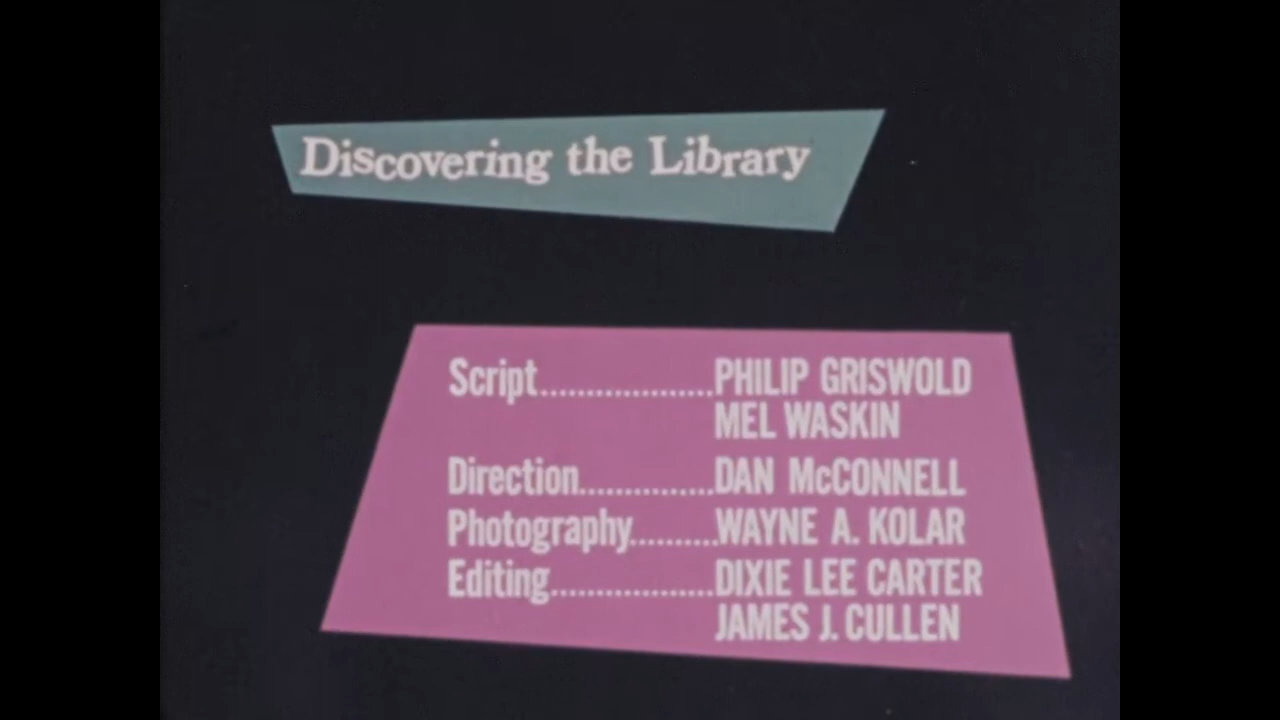 Discovering the Library
Script..................PHILIP GRISWOLD
MEL WASKIN
Direction..............DAN McCONNELL
Photography.........WAYNE A. KOLAR
Editing.................DIXIE LEE CARTER
JAMES J. CULLEN